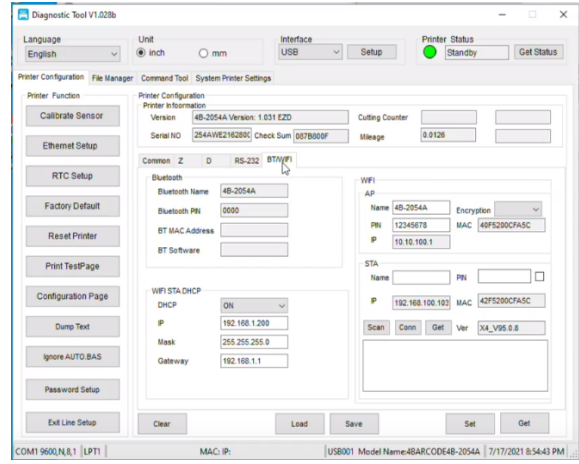 Diagnostic Tool V1.028b
Language Unit Interface Printer Status
English inch mm USB Setup Standby Get Status
Printer Configuration File Manager Command Tool System Printer Settings
Printer Function
Calibrate Sensor
Ethernet Setup
RTC Setup
Factory Default
Reset Printer
Print TestPage
Configuration Page
Dump Text
Ignore AUTO.BAS
Password Setup
Exit Line Setup
Printer Configuration
Printer Infoormation
Version 4B-2054A Version: 1.031 EZD Cutting Counter
Serial NO 254AWE216280C Check Sum 087B800F Mileage 0.0126
Common Z D RS-232 BT/WIFI
Bluetooth
Bluetooth Name 4B-2054A
Bluetooth PIN 0000
BT MAC Address
BT Software
WIFI STA DHCP
DHCP ON
IP 192.168.1.200
Mask 255.255.255.0
Gateway 192.168.1.1
WIFI
AP
Name 4B-2054A Encryption
PIN 12345678 MAC 40F5200CFA5C
IP 10.10.100.1
STA
Name PIN
IP 192.168.100.103 MAC 42F5200CFA5C
Scan Conn Get Ver X4_V95.0.8
Clear Load Save Set Get
COM1 9600,N,8,1 LPT1 MAC: IP: USB001 Model Name:4BARCODE4B-2054A 7/17/2021 8:54:43 PM